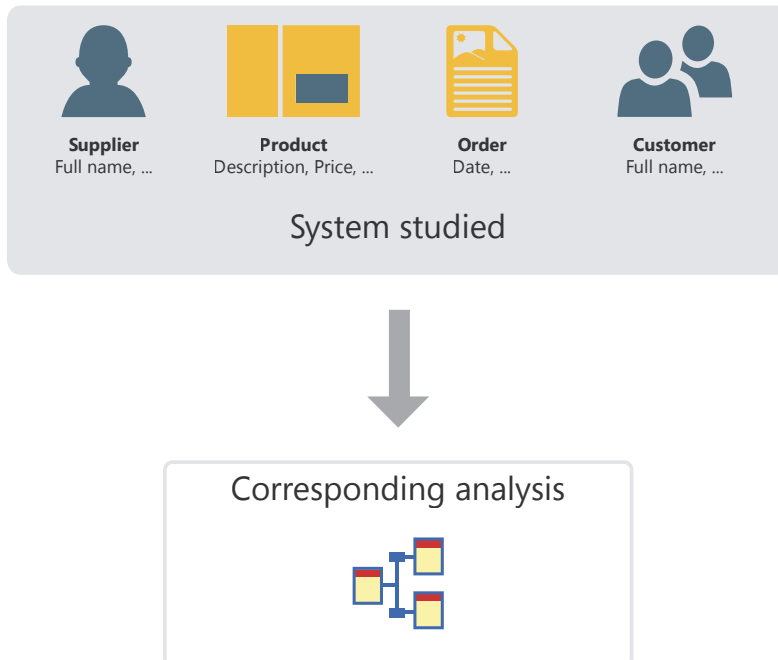 Supplier
Full name, ...
Product
Description, Price, ...
Order
Date, ...
Customer
Full name, ...
System studied
Corresponding analysis